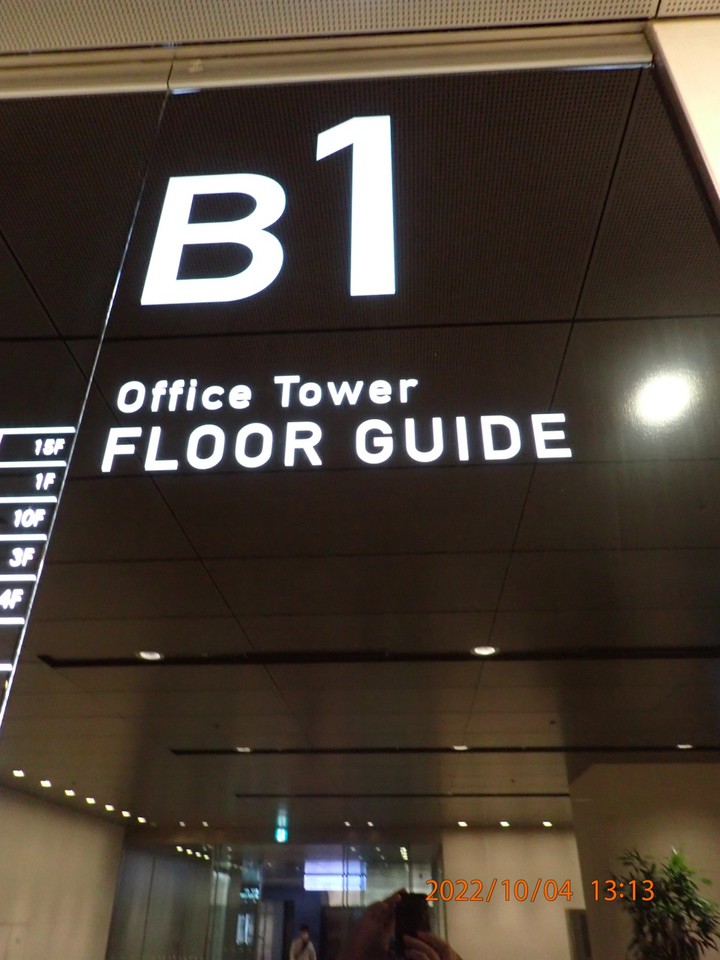 B1
Office Tower
FLOOR GUIDE
15F
1F
10F
3F
4F
2022/10/04 13:13